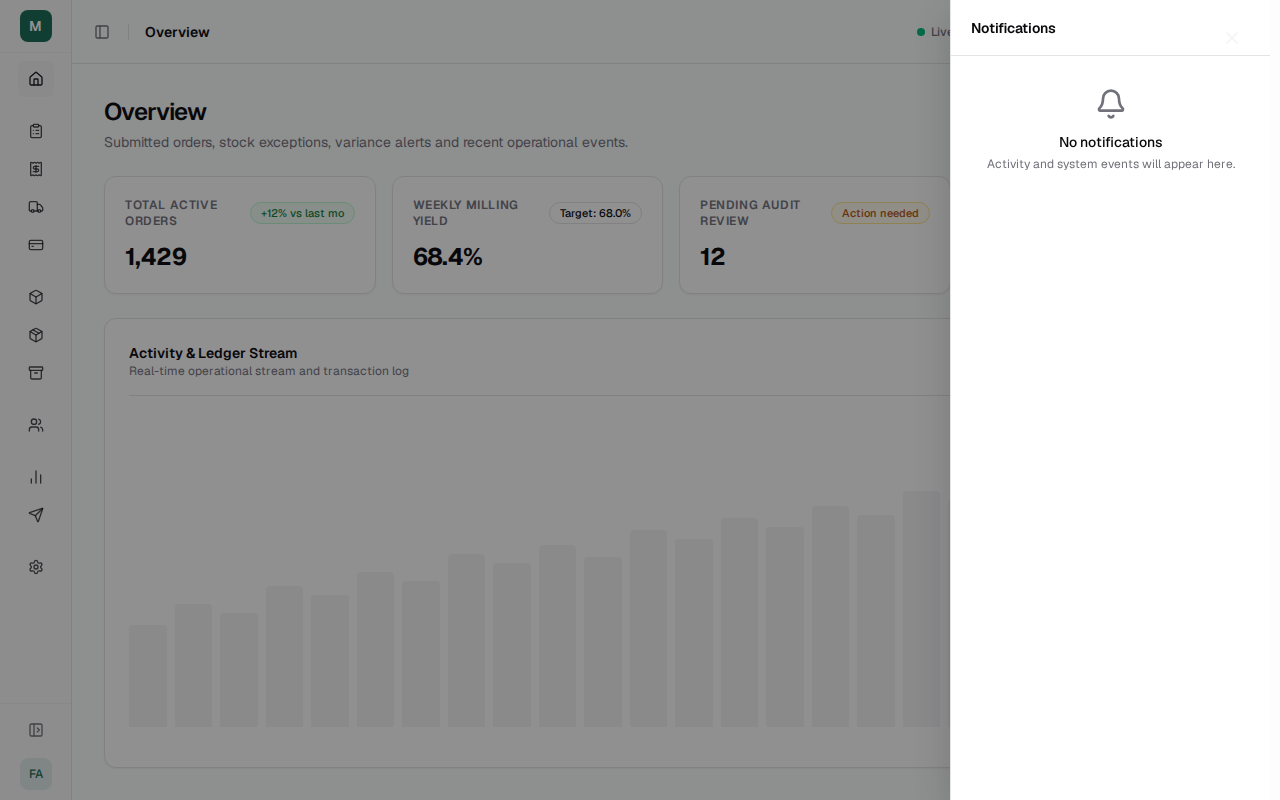 M
Overview
Live
Notifications
No notifications
Activity and system events will appear here.
Overview
Submitted orders, stock exceptions, variance alerts and recent operational events.
TOTAL ACTIVE
ORDERS
+12% vs last mo
1,429
WEEKLY MILLING
YIELD
Target: 68.0%
68.4%
PENDING AUDIT
REVIEW
Action needed
12
Activity & Ledger Stream
Real-time operational stream and transaction log
FA